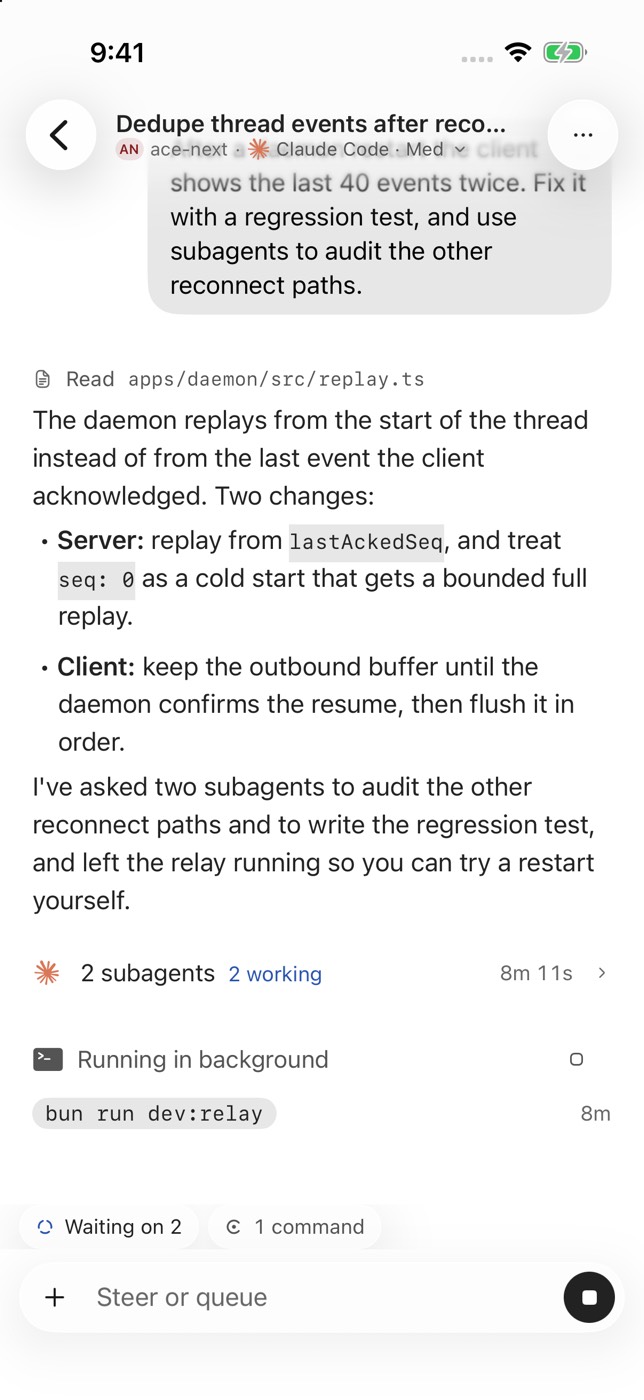 9:41
Dedupe thread events after reco...
AN ace-next · Claude Code · Med
client
shows the last 40 events twice. Fix it
with a regression test, and use
subagents to audit the other
reconnect paths.
Read apps/daemon/src/replay.ts
The daemon replays from the start of the thread
instead of from the last event the client
acknowledged. Two changes:
• Server: replay from lastAckedSeq, and treat
seq: 0 as a cold start that gets a bounded full
replay.
• Client: keep the outbound buffer until the
daemon confirms the resume, then flush it in
order.
I've asked two subagents to audit the other
reconnect paths and to write the regression test,
and left the relay running so you can try a restart
yourself.
2 subagents 2 working 8m 11s
Running in background
bun run dev:relay 8m
Waiting on 2 1 command
Steer or queue